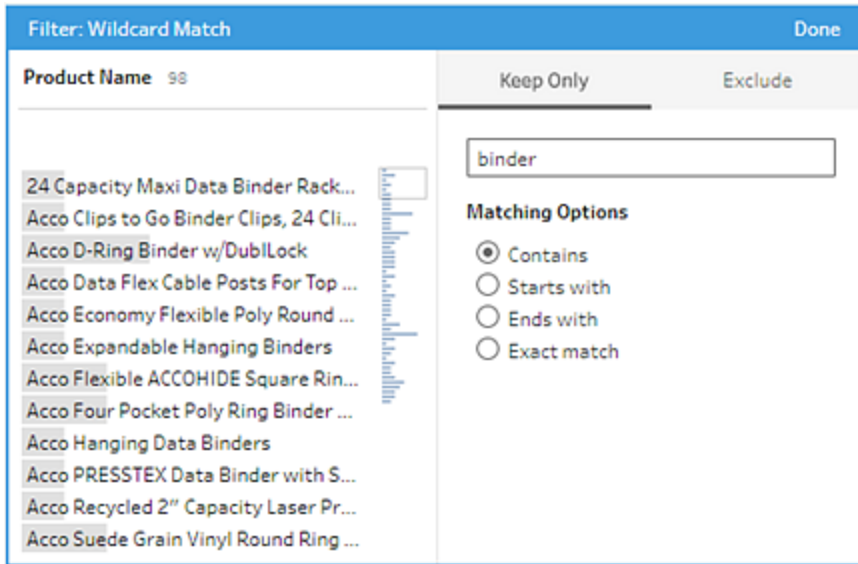 Filter: Wildcard Match
Done
Product Name 98
Keep Only
Exclude
binder
Matching Options
Contains
Starts with
Ends with
Exact match
24 Capacity Maxi Data Binder Rack...
Acco Clips to Go Binder Clips, 24 Cli...
Acco D-Ring Binder w/DublLock
Acco Data Flex Cable Posts For Top ...
Acco Economy Flexible Poly Round ...
Acco Expandable Hanging Binders
Acco Flexible ACCOHIDE Square Rin...
Acco Four Pocket Poly Ring Binder ...
Acco Hanging Data Binders
Acco PRESSTEX Data Binder with S...
Acco Recycled 2" Capacity Laser Pr...
Acco Suede Grain Vinyl Round Ring ...